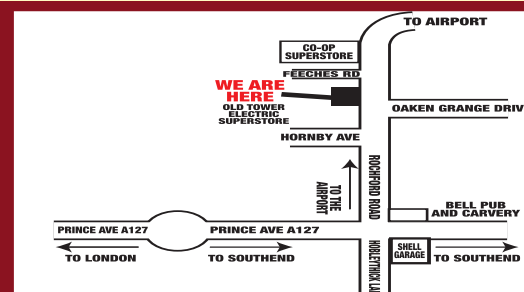 TO AIRPORT
CO-OP
SUPERSTORE
FEECHES RD
WE ARE
HERE
OLD TOWER
ELECTRIC
SUPERSTORE
OAKEN GRANGE DRIV
HORNBY AVE
ROCHFORD ROAD
TO THE
AIRPORT
BELL PUB
AND CARVERY
PRINCE AVE A127
PRINCE AVE A127
TO LONDON
TO SOUTHEND
SHELL
GARAGE
TO SOUTHEND